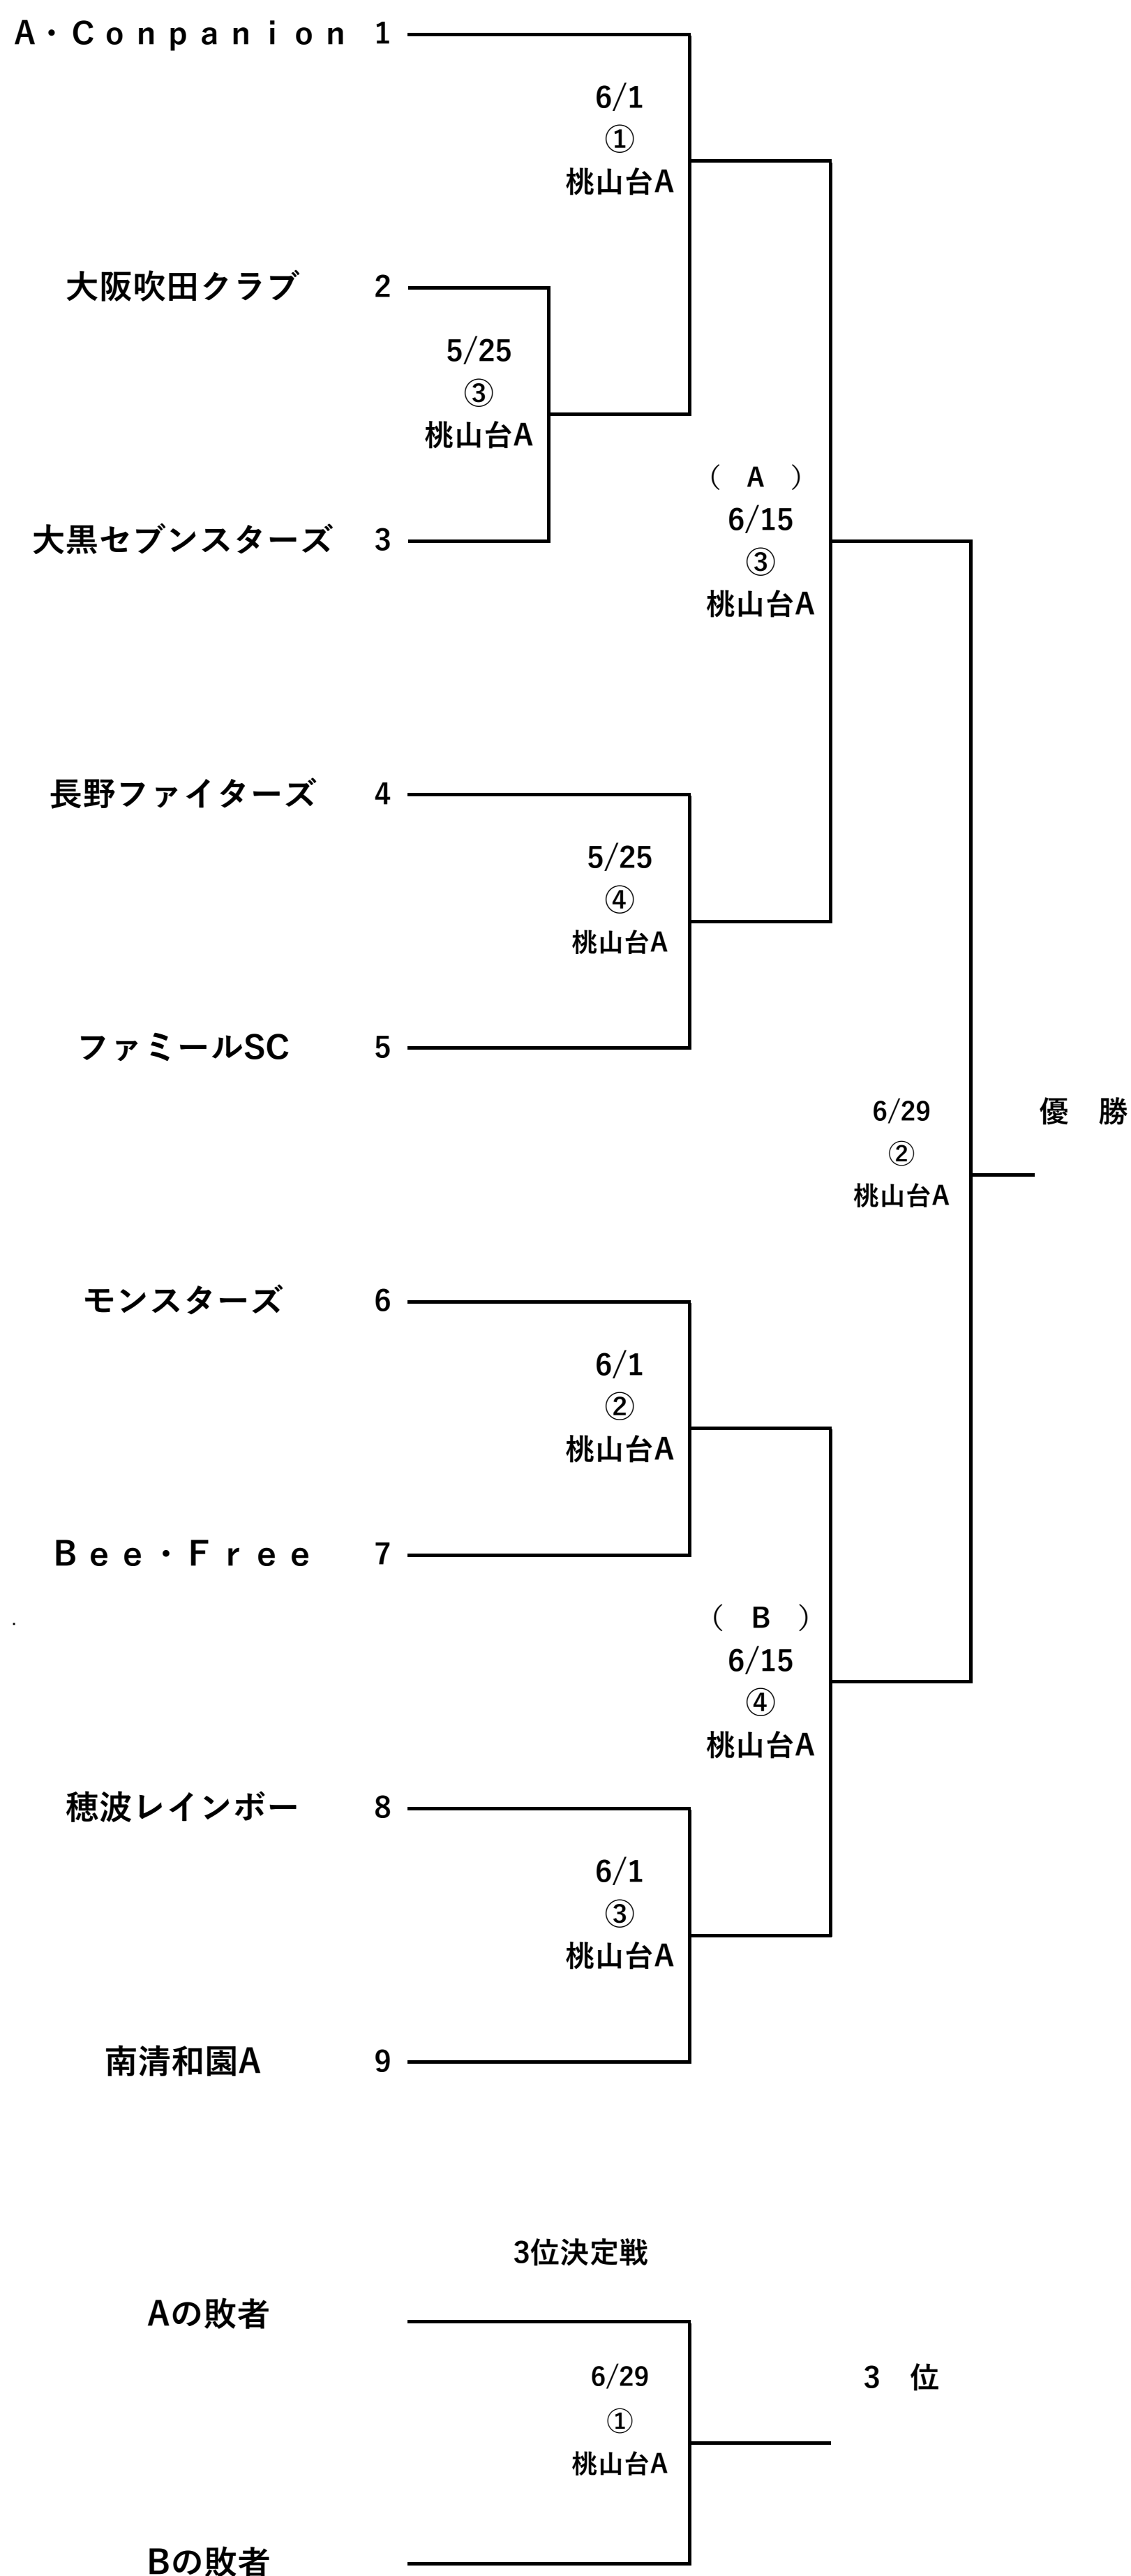 Ａ・Ｃｏｎｐａｎｉｏｎ 1
6/1
①
桃山台A
大阪吹田クラブ 2
5/25
③
桃山台A
大黒セブンスターズ 3
（　A　）
6/15
③
桃山台A
長野ファイターズ 4
5/25
④
桃山台A
ファミールSC 5
6/29
②
桃山台A
優　勝
モンスターズ 6
6/1
②
桃山台A
Ｂｅｅ・Ｆｒｅｅ 7
（　B　）
6/15
④
桃山台A
穂波レインボー 8
6/1
③
桃山台A
南清和園A 9
3位決定戦
Aの敗者
6/29
①
桃山台A
3　位
Bの敗者